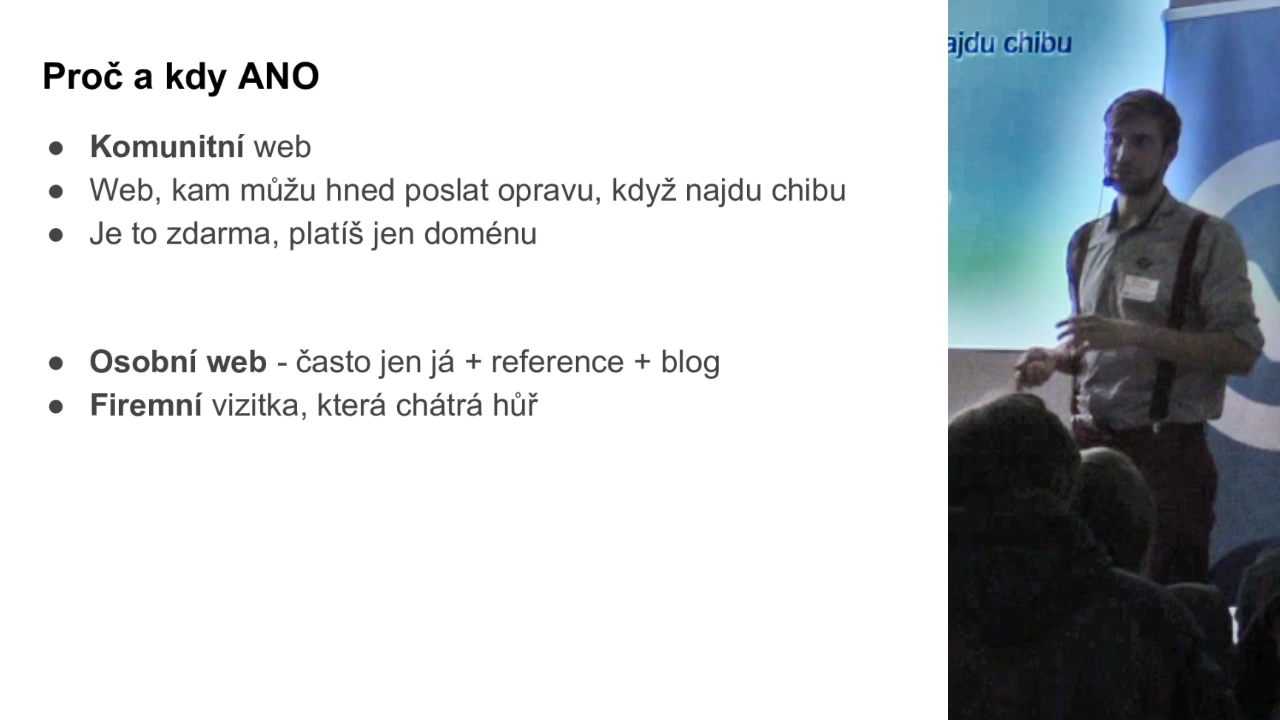 Proč a kdy ANO
● Komunitní web
● Web, kam můžu hned poslat opravu, když najdu chibu
● Je to zdarma, platíš jen doménu
● Osobní web - často jen já + reference + blog
● Firemní vizitka, která chátrá hůř
ajdu chibu